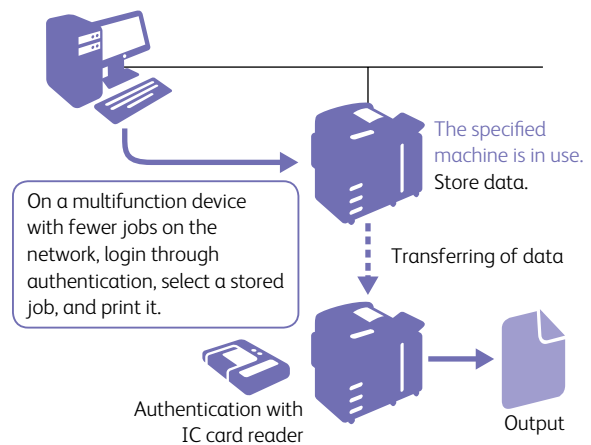 The specified
machine is in use.
Store data.
On a multifunction device
with fewer jobs on the
network, login through
authentication, select a stored
job, and print it.
Transferring of data
Authentication with
IC card reader
Output